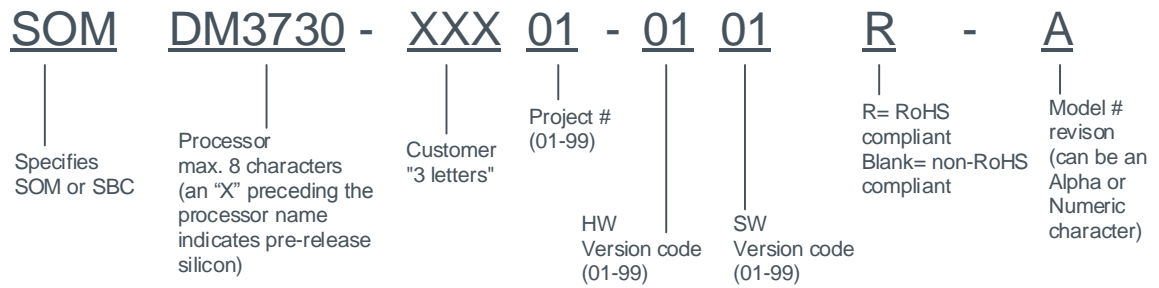 SOM DM3730 - XXX 01 - 01 01 R - A
Specifies
SOM or SBC
Processor
max. 8 characters
(an “X” preceding the
processor name
indicates pre-release
silicon)
Customer
"3 letters"
Project #
(01-99)
HW
Version code
(01-99)
SW
Version code
(01-99)
R= RoHS
compliant
Blank= non-RoHS
compliant
Model #
revison
(can be an
Alpha or
Numeric
character)